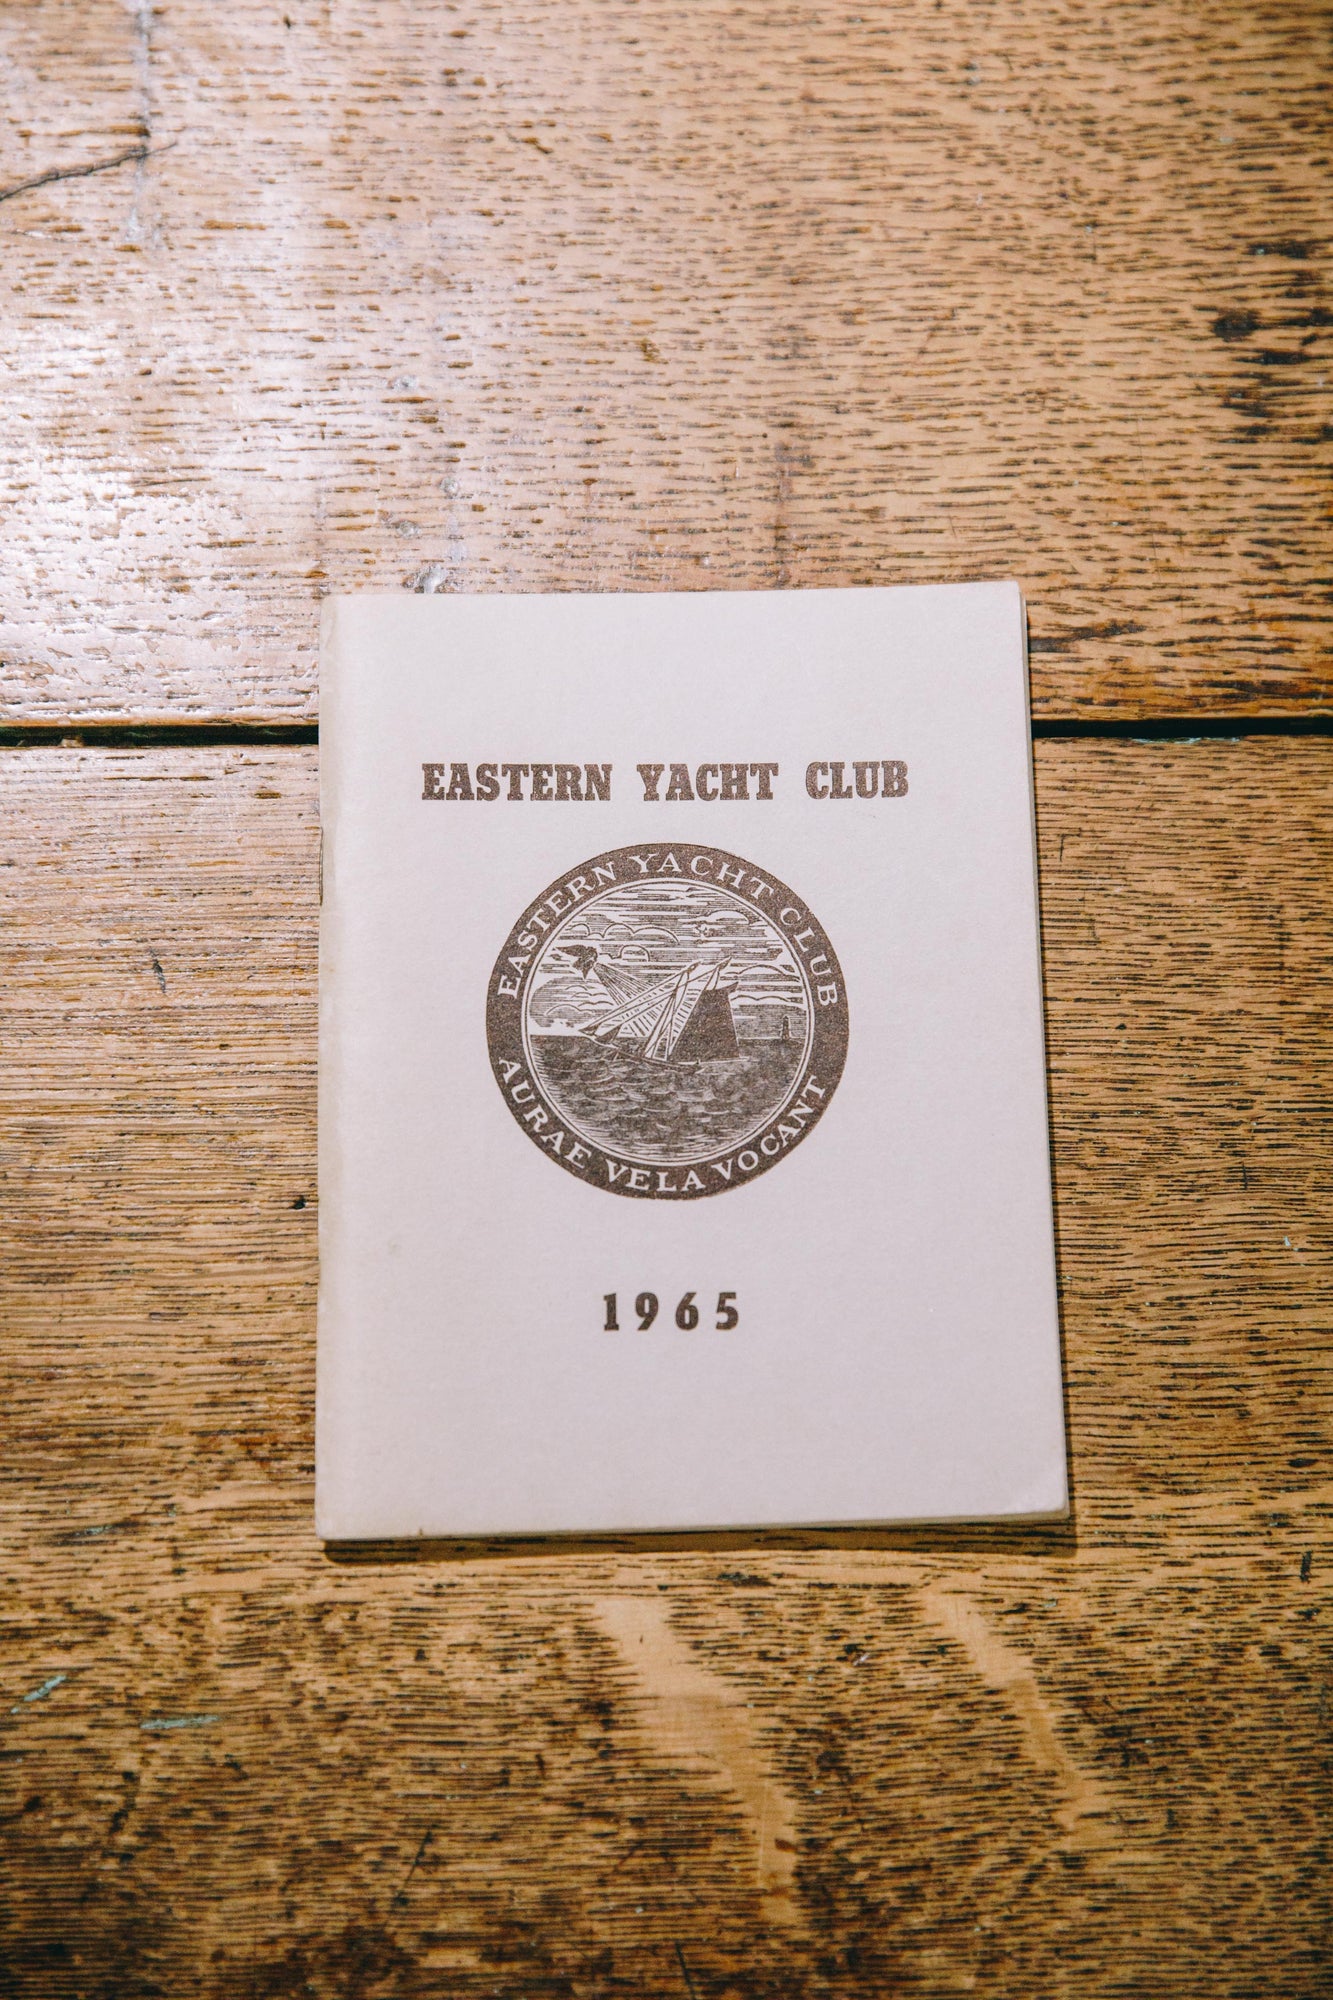 EASTERN YACHT CLUB
EASTERN YACHT CLUB
AURAE VELA VOCANT
1965